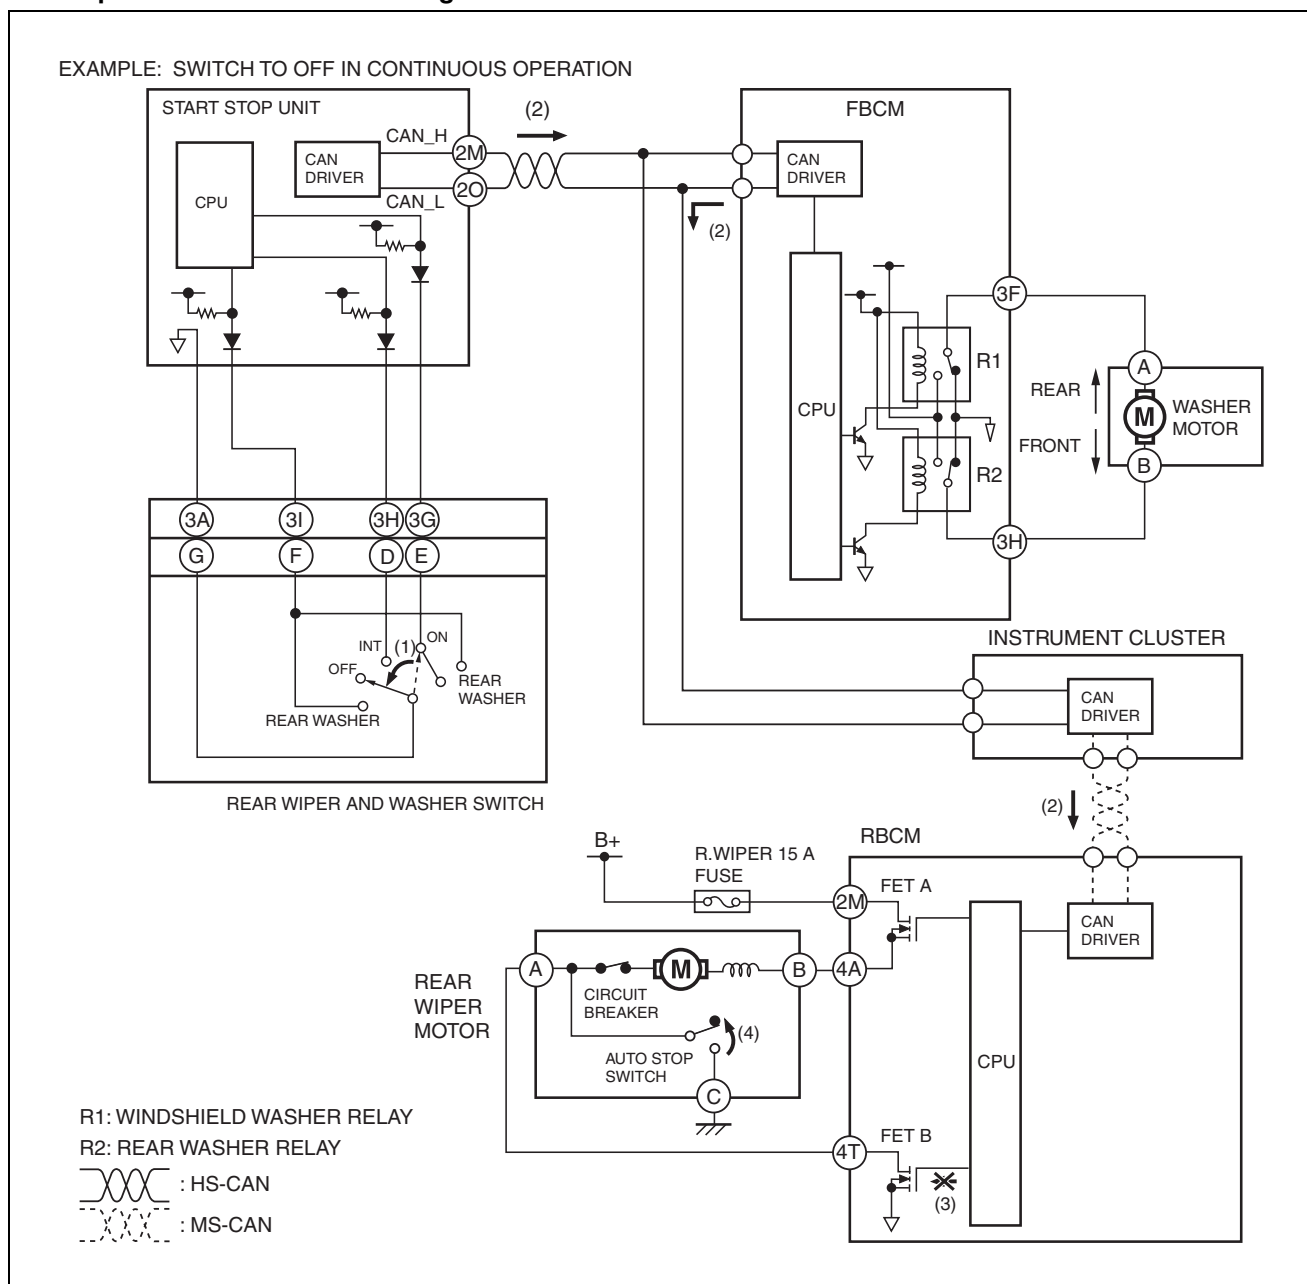 EXAMPLE: SWITCH TO OFF IN CONTINUOUS OPERATION
START STOP UNIT
CPU
CAN
DRIVER
CAN_H
CAN_L
2M
2O
(2)
(2)
FBCM
CAN
DRIVER
CPU
R1
R2
3F
3H
REAR
FRONT
A
M
B
WASHER
MOTOR
3A
3I
3H
3G
G
F
D
E
INT
(1)
ON
OFF
REAR
WASHER
REAR WASHER
REAR WIPER AND WASHER SWITCH
INSTRUMENT CLUSTER
CAN
DRIVER
(2)
RBCM
B+
R.WIPER 15 A
FUSE
2M
FET A
CAN
DRIVER
CPU
4A
REAR
WIPER
MOTOR
A
M
B
CIRCUIT
BREAKER
(4)
AUTO STOP
SWITCH
C
4T
FET B
(3)
R1: WINDSHIELD WASHER RELAY
R2: REAR WASHER RELAY
: HS-CAN
: MS-CAN